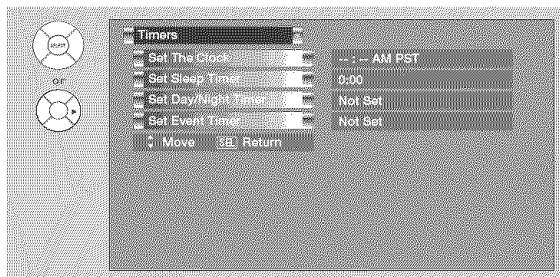 SELECT
OR
Timers
Set The Clock -- : -- AM PST
Set Sleep Timer 0:00
Set Day/Night Timer Not Set
Set Event Timer Not Set
Move SEL Return